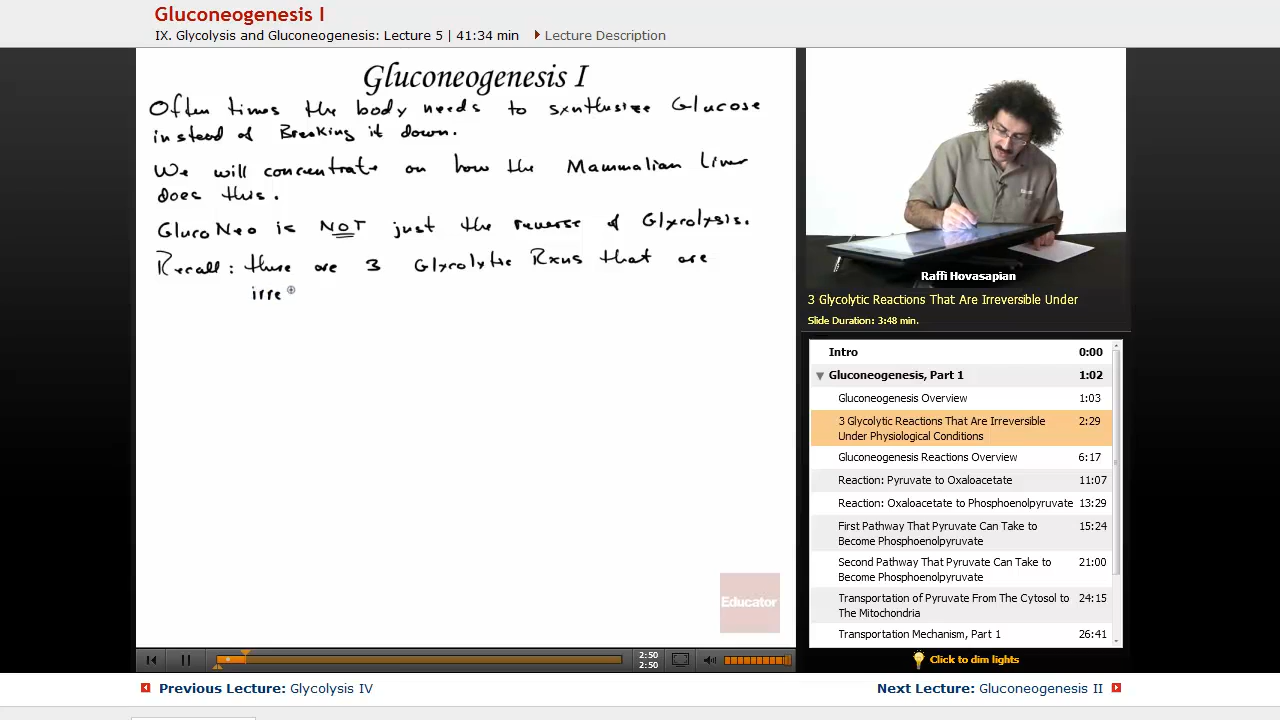 Gluconeogenesis I
IX. Glycolysis and Gluconeogenesis: Lecture 5 | 41:34 min Lecture Description
Gluconeogenesis I
Often times the body needs to synthesize Glucose
instead of Breaking it down.
We will concentrate on how the Mammalian Liver
does this.
GlucoNeo is NOT just the reverse of Glycolysis.
Recall: there are 3 Glycolytic Rxns that are
irre
Educator
Raffi Hovasapian
3 Glycolytic Reactions That Are Irreversible Under
Slide Duration: 3:48 min.
Intro 0:00
Gluconeogenesis, Part 1 1:02
Gluconeogenesis Overview 1:03
3 Glycolytic Reactions That Are Irreversible 2:29
Under Physiological Conditions
Gluconeogenesis Reactions Overview 6:17
Reaction: Pyruvate to Oxaloacetate 11:07
Reaction: Oxaloacetate to Phosphoenolpyruvate 13:29
First Pathway That Pyruvate Can Take to 15:24
Become Phosphoenolpyruvate
Second Pathway That Pyruvate Can Take to 21:00
Become Phosphoenolpyruvate
Transportation of Pyruvate From The Cytosol to 24:15
The Mitochondria
Transportation Mechanism, Part 1 26:41
2:50
2:50
Click to dim lights
Previous Lecture: Glycolysis IV
Next Lecture: Gluconeogenesis II